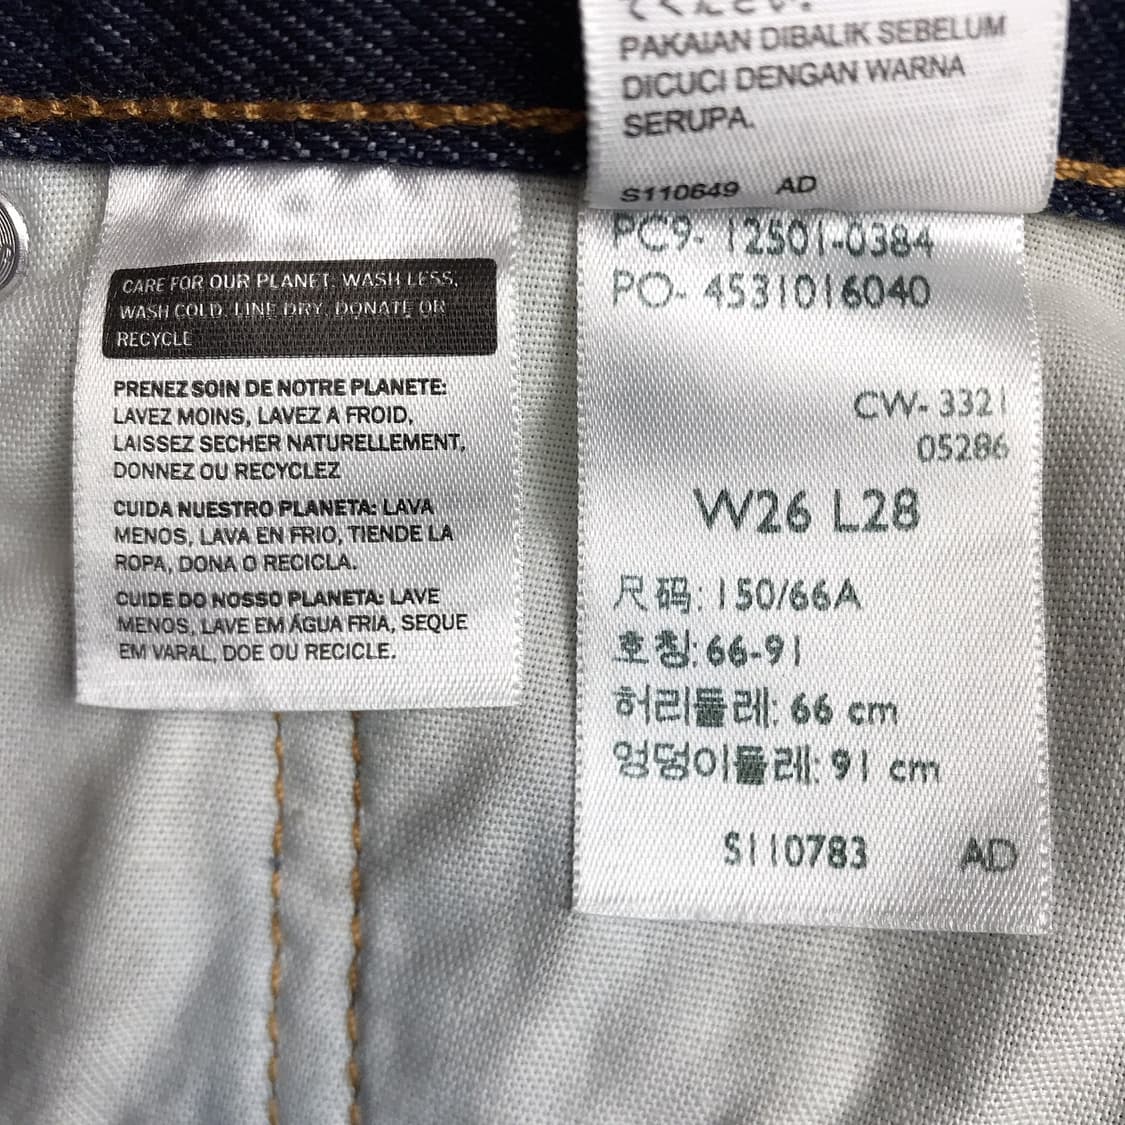 CARE FOR OUR PLANET: WASH LESS,
WASH COLD, LINE DRY, DONATE OR
RECYCLE
PRENEZ SOIN DE NOTRE PLANETE:
LAVEZ MOINS, LAVEZ A FROID,
LAISSEZ SECHER NATURELLEMENT,
DONNEZ OU RECYCLEZ
CUIDA NUESTRO PLANETA: LAVA
MENOS, LAVA EN FRIO, TIENDE LA
ROPA, DONA O RECICLA.
CUIDE DO NOSSO PLANETA: LAVE
MENOS, LAVE EM ÁGUA FRIA, SEQUE
EM VARAL, DOE OU RECICLE.
PAKAIAN DIBALIK SEBELUM
DICUCI DENGAN WARNA
SERUPA.
S110649 AD
PC9- 12501-0384
PO- 4531016040
CW- 3321
05286
W26 L28
尺码: 150/66A
호칭: 66-91
허리둘레: 66 cm
엉덩이둘레: 91 cm
S110783 AD